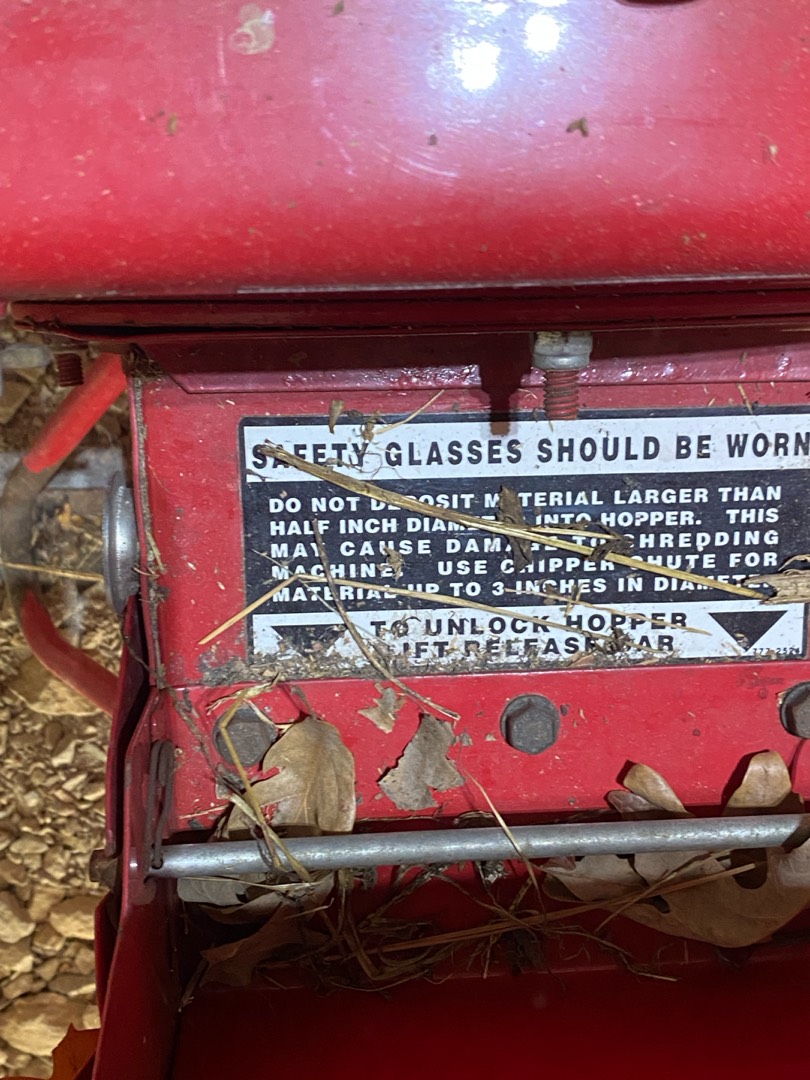 SAFETY GLASSES SHOULD BE WORN
DO NOT DEPOSIT MATERIAL LARGER THAN
HALF INCH DIAMETER INTO HOPPER. THIS
MAY CAUSE DAMAGE TO SHREDDING
MACHINE. USE CHIPPER CHUTE FOR
MATERIAL UP TO 3 INCHES IN DIAMETER.
TO UNLOCK HOPPER
LIFT RELEASE BAR